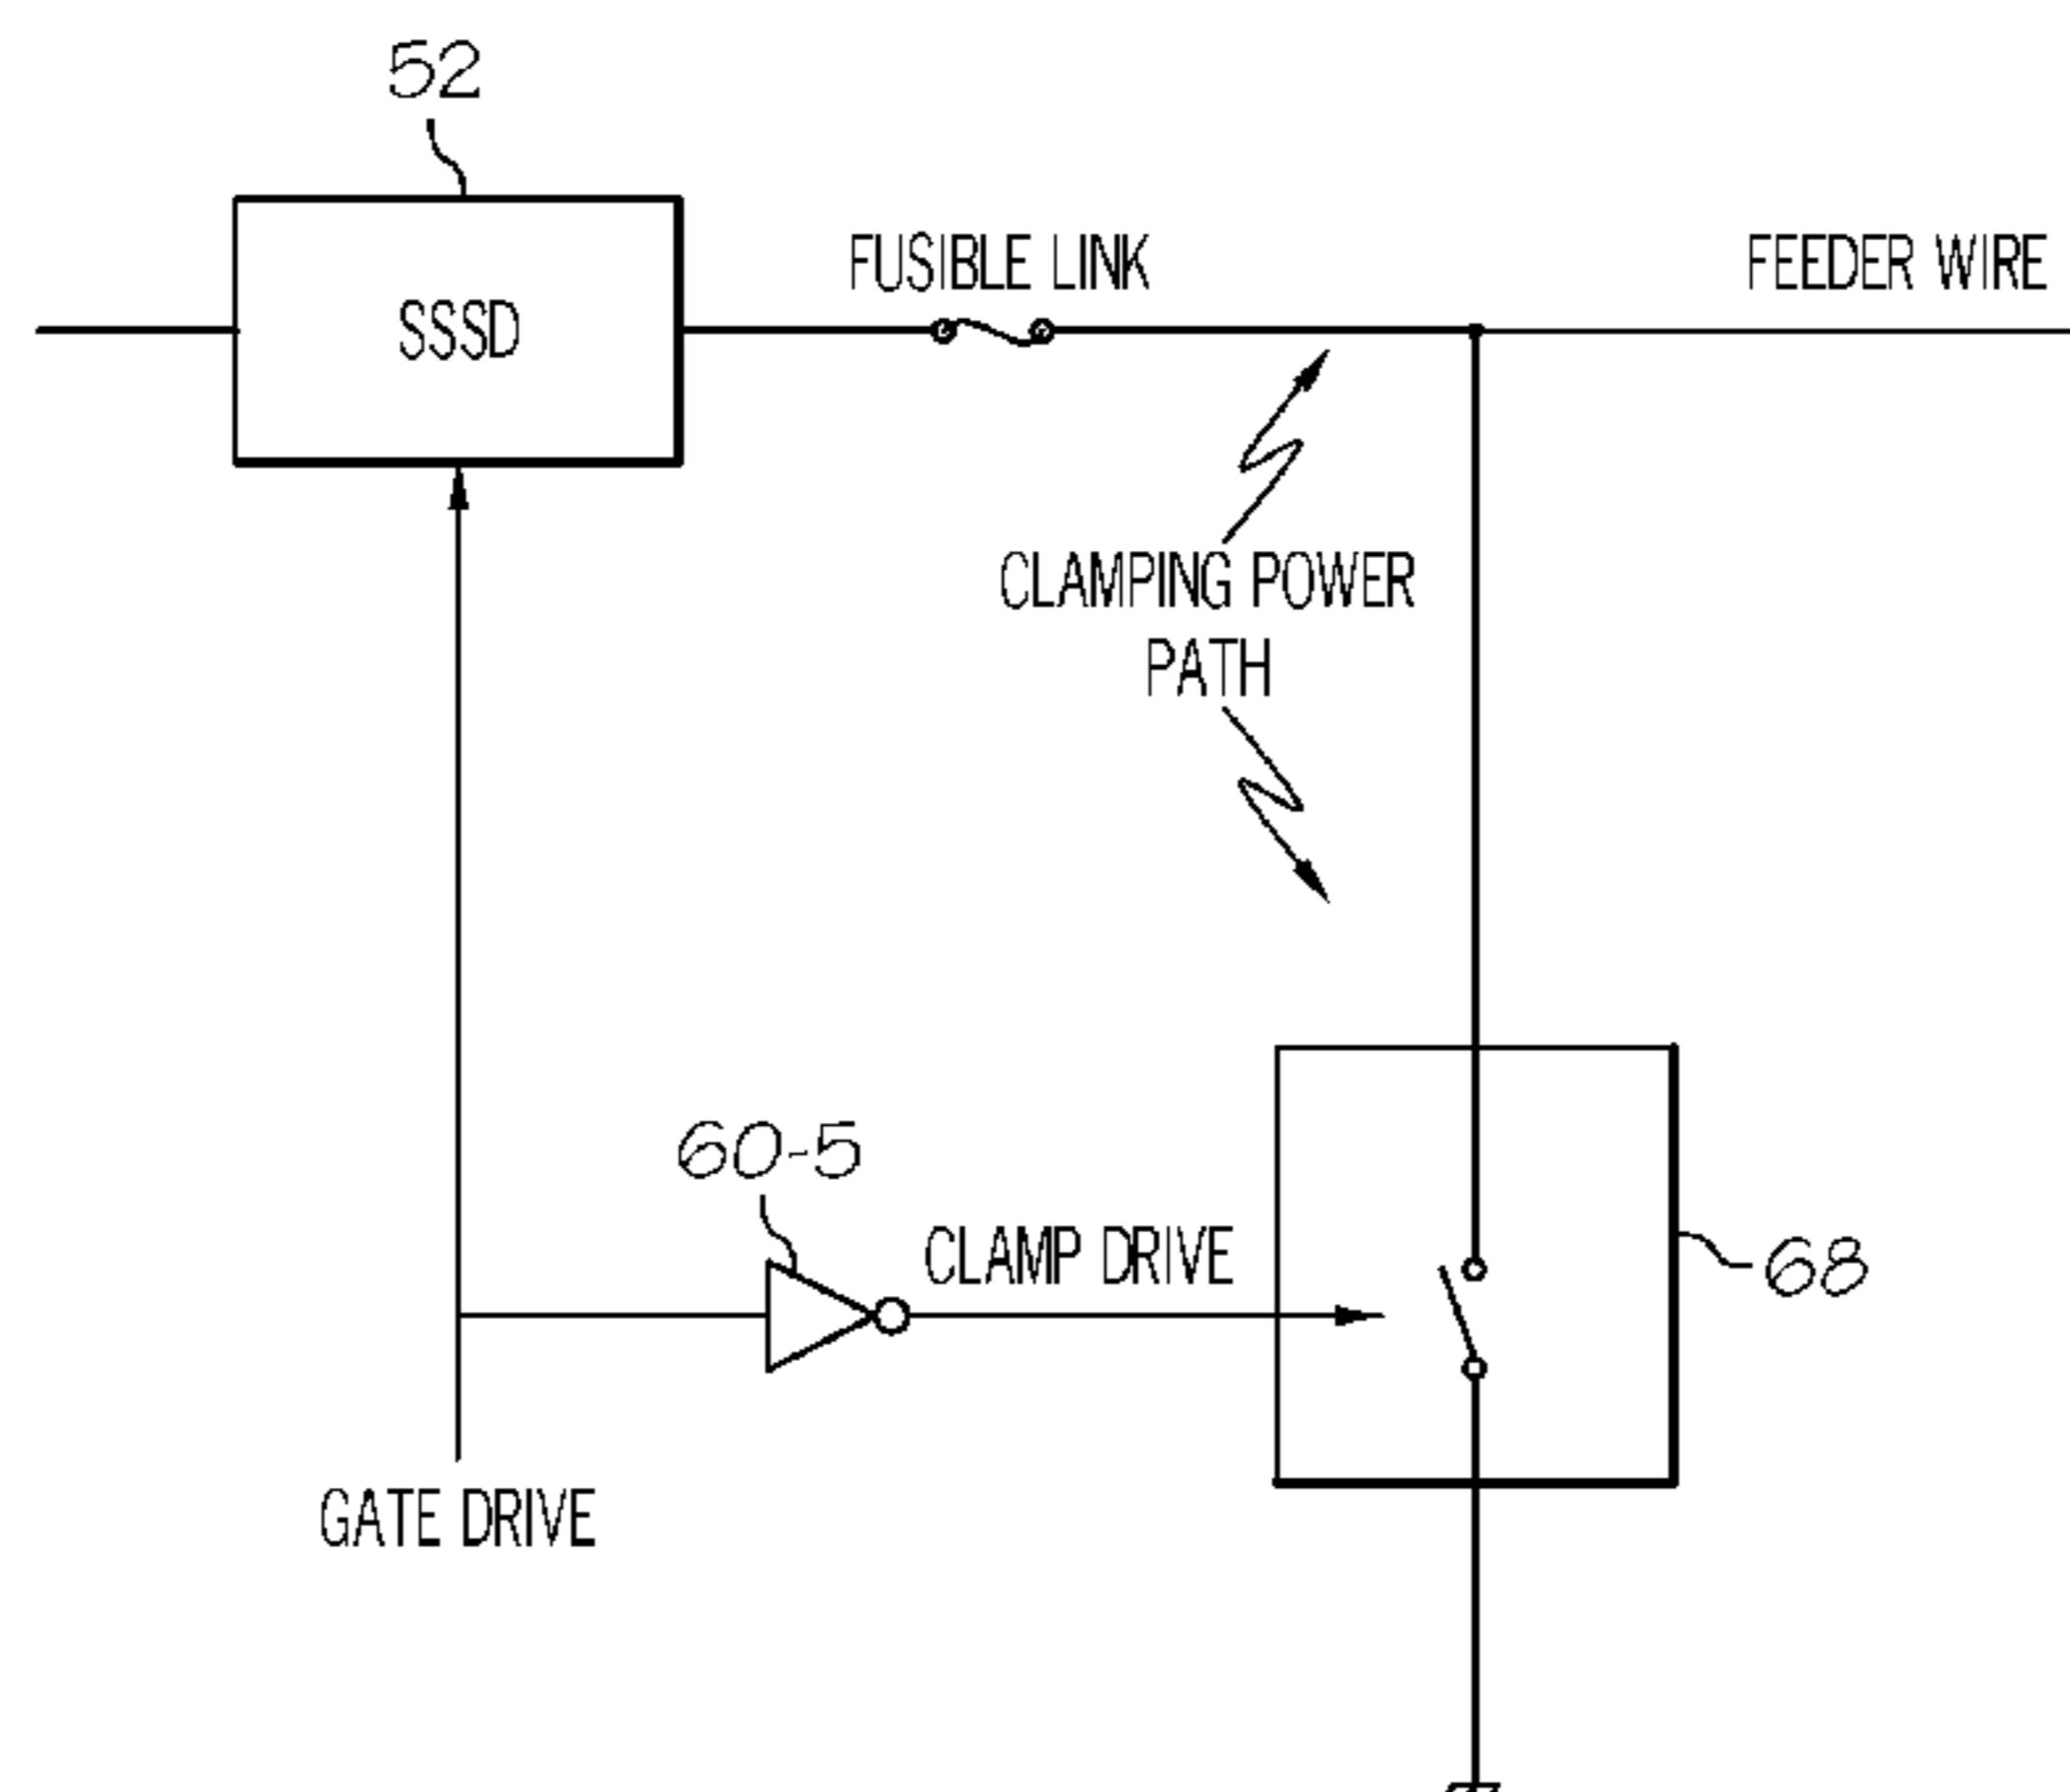 52
FUSIBLE LINK
FEEDER WIRE
SSSD
CLAMPING POWER
PATH
60-5
CLAMP DRIVE
68
GATE DRIVE